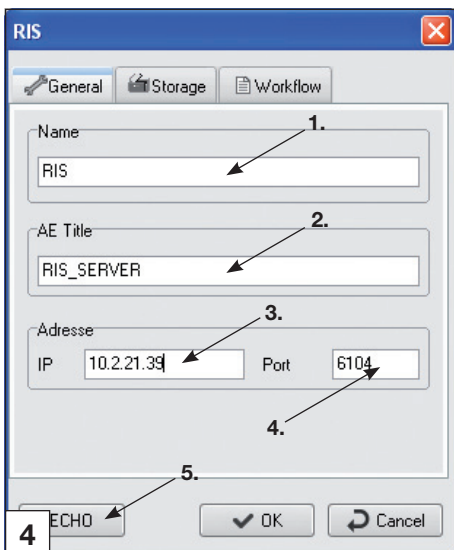 RIS
General Storage Workflow
Name
1.
RIS
AE Title
2.
RIS_SERVER
Adresse
3.
IP 10.2.21.39 Port 6104
4.
5.
ECHO OK Cancel
4